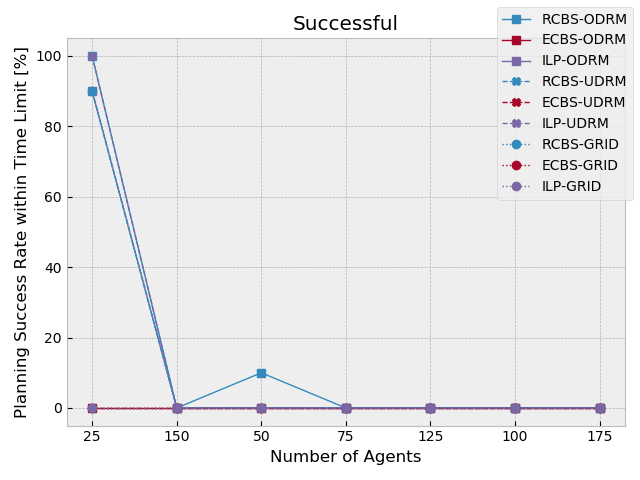 Successful
Planning Success Rate within Time Limit [%]
100
80
60
40
20
0
25 150 50 75 125 100 175
Number of Agents
RCBS-ODRM
ECBS-ODRM
ILP-ODRM
RCBS-UDRM
ECBS-UDRM
ILP-UDRM
RCBS-GRID
ECBS-GRID
ILP-GRID